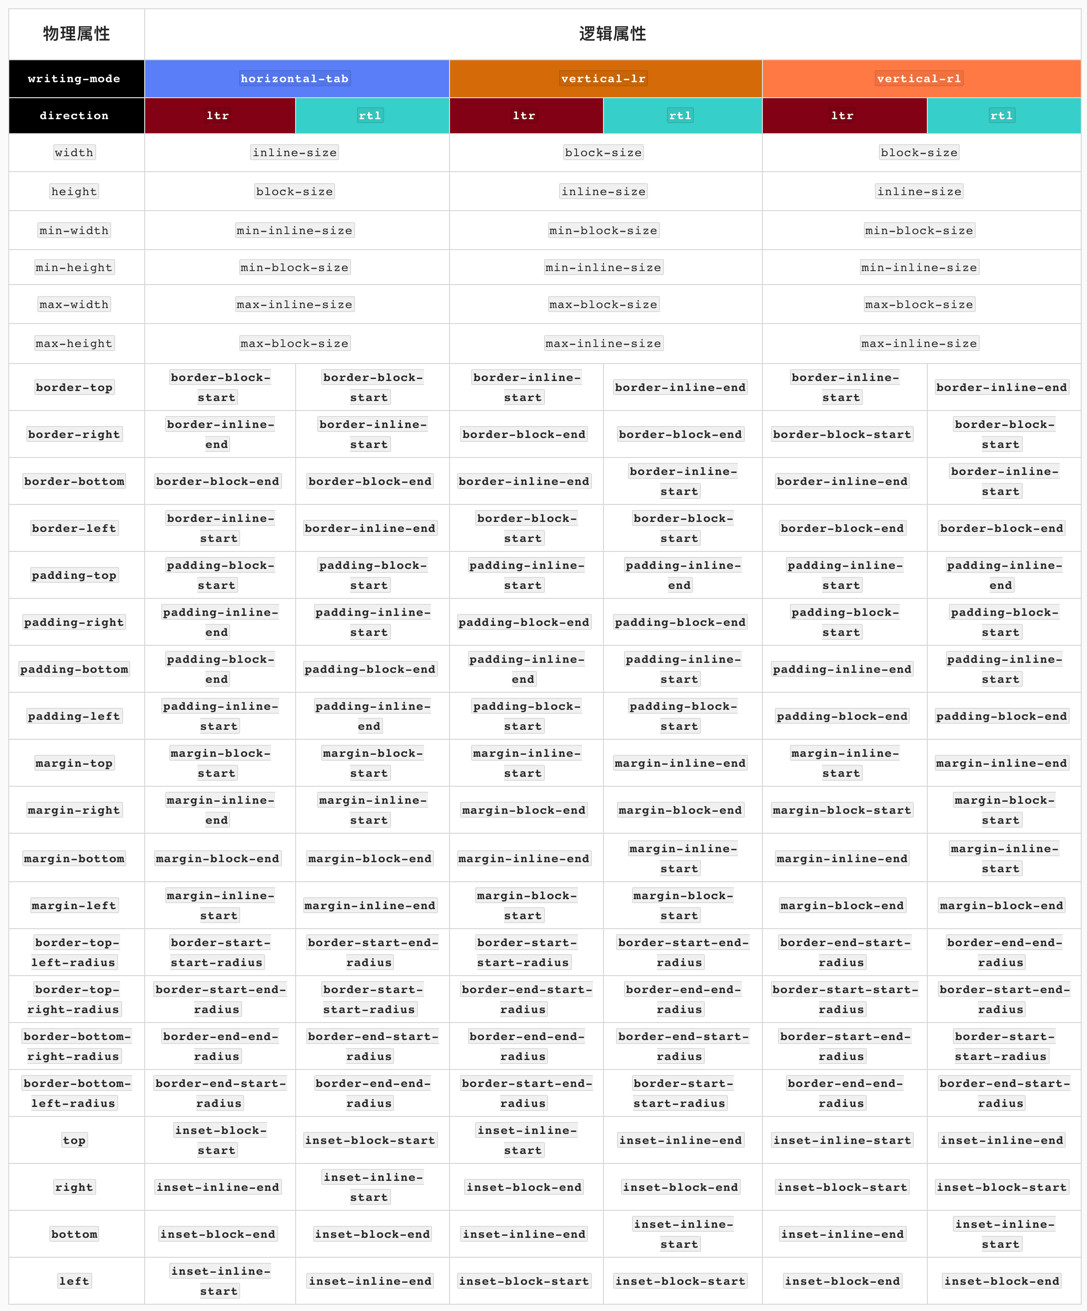 物理属性 逻辑属性
writing-mode horizontal-tab vertical-lr vertical-rl
direction ltr rtl ltr rtl ltr rtl
width inline-size block-size block-size
height block-size inline-size inline-size
min-width min-inline-size min-block-size min-block-size
min-height min-block-size min-inline-size min-inline-size
max-width max-inline-size max-block-size max-block-size
max-height max-block-size max-inline-size max-inline-size
border-top border-block-start border-block-start border-inline-start border-inline-end border-inline-start border-inline-end
border-right border-inline-end border-inline-start border-block-end border-block-end border-block-start border-block-start
border-bottom border-block-end border-block-end border-inline-end border-inline-start border-inline-end border-inline-start
border-left border-inline-start border-inline-end border-block-start border-block-start border-block-end border-block-end
padding-top padding-block-start padding-block-start padding-inline-start padding-inline-end padding-inline-start padding-inline-end
padding-right padding-inline-end padding-inline-start padding-block-end padding-block-end padding-block-start padding-block-start
padding-bottom padding-block-end padding-block-end padding-inline-end padding-inline-start padding-inline-end padding-inline-start
padding-left padding-inline-start padding-inline-end padding-block-start padding-block-start padding-block-end padding-block-end
margin-top margin-block-start margin-block-start margin-inline-start margin-inline-end margin-inline-start margin-inline-end
margin-right margin-inline-end margin-inline-start margin-block-end margin-block-end margin-block-start margin-block-start
margin-bottom margin-block-end margin-block-end margin-inline-end margin-inline-start margin-inline-end margin-inline-start
margin-left margin-inline-start margin-inline-end margin-block-start margin-block-start margin-block-end margin-block-end
border-top-left-radius border-start-start-radius border-start-end-radius border-start-start-radius border-start-end-radius border-end-start-radius border-end-end-radius
border-top-right-radius border-start-end-radius border-start-start-radius border-end-start-radius border-end-end-radius border-start-start-radius border-start-end-radius
border-bottom-right-radius border-end-end-radius border-end-start-radius border-end-end-radius border-end-start-radius border-start-end-radius border-start-start-radius
border-bottom-left-radius border-end-start-radius border-end-end-radius border-start-end-radius border-start-start-radius border-end-end-radius border-end-start-radius
top inset-block-start inset-block-start inset-inline-start inset-inline-end inset-inline-start inset-inline-end
right inset-inline-end inset-inline-start inset-block-end inset-block-end inset-block-start inset-block-start
bottom inset-block-end inset-block-end inset-inline-end inset-inline-start inset-inline-end inset-inline-start
left inset-inline-start inset-inline-end inset-block-start inset-block-start inset-block-end inset-block-end